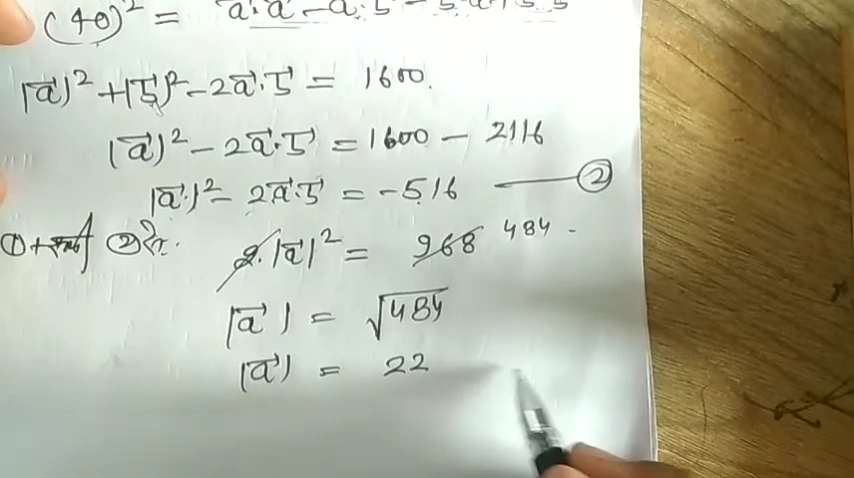 (40)² = a⃗·a⃗ - a⃗·b⃗ - b⃗·a⃗ + b⃗·b⃗
|a⃗|² + |b⃗|² - 2a⃗·b⃗ = 1600.
|a⃗|² - 2a⃗·b⃗ = 1600 - 2116
|a⃗|² - 2a⃗·b⃗ = -516 — ②
① + ② से. 2·|a⃗|² = 968 484
|a⃗| = √484
|a⃗| = 22